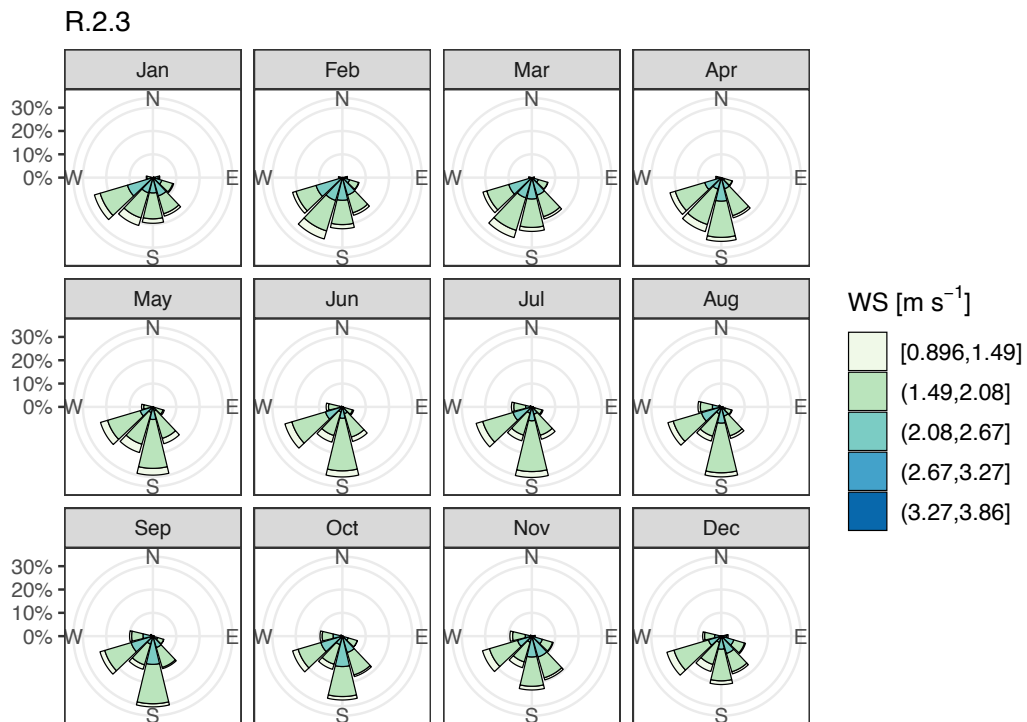 R.2.3
Jan Feb Mar Apr
N N N N
30%
20%
10%
0%
W E W E W E W E
S S S S
May Jun Jul Aug
N N N N
30%
20%
10%
0%
W E W E W E W E
S S S S
Sep Oct Nov Dec
N N N N
30%
20%
10%
0%
W E W E W E W E
S S S S
WS [m s⁻¹]
[0.896,1.49]
(1.49,2.08]
(2.08,2.67]
(2.67,3.27]
(3.27,3.86]